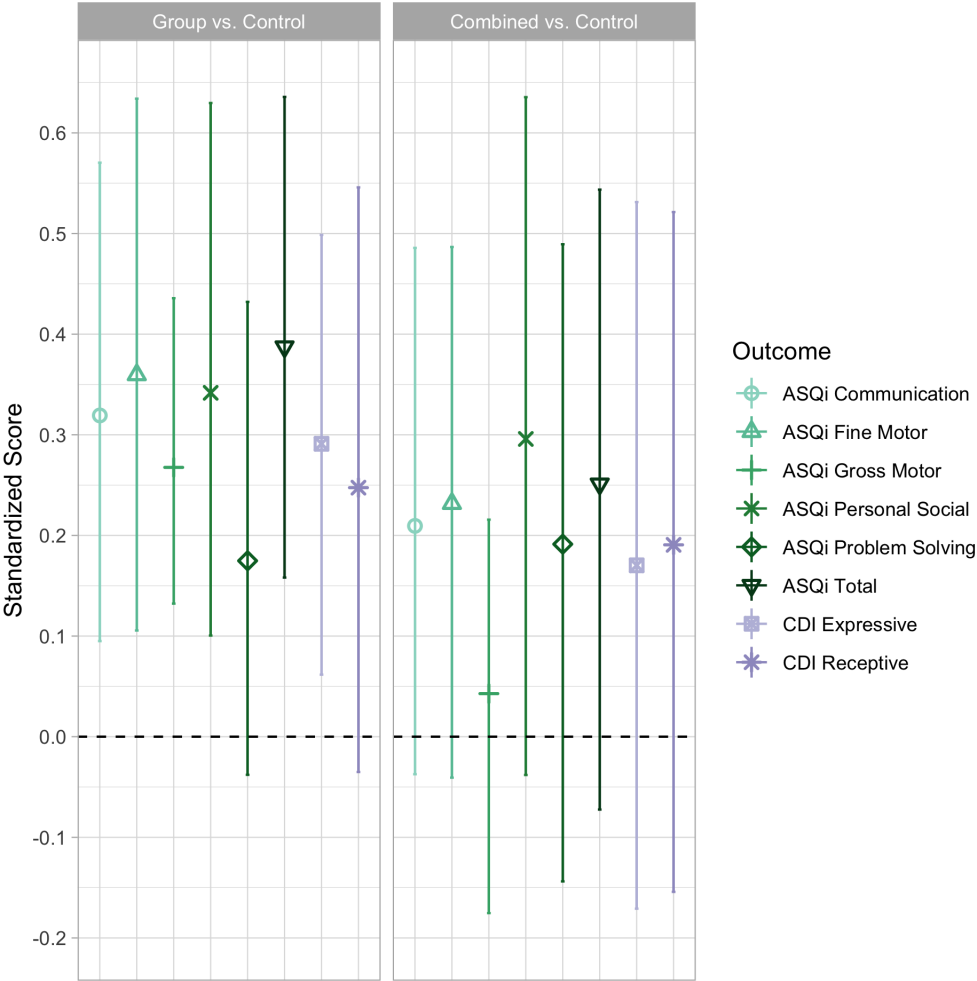 Group vs. Control
Combined vs. Control
Standardized Score
0.6
0.5
0.4
0.3
0.2
0.1
0.0
-0.1
-0.2
Outcome
ASQi Communication
ASQi Fine Motor
ASQi Gross Motor
ASQi Personal Social
ASQi Problem Solving
ASQi Total
CDI Expressive
CDI Receptive